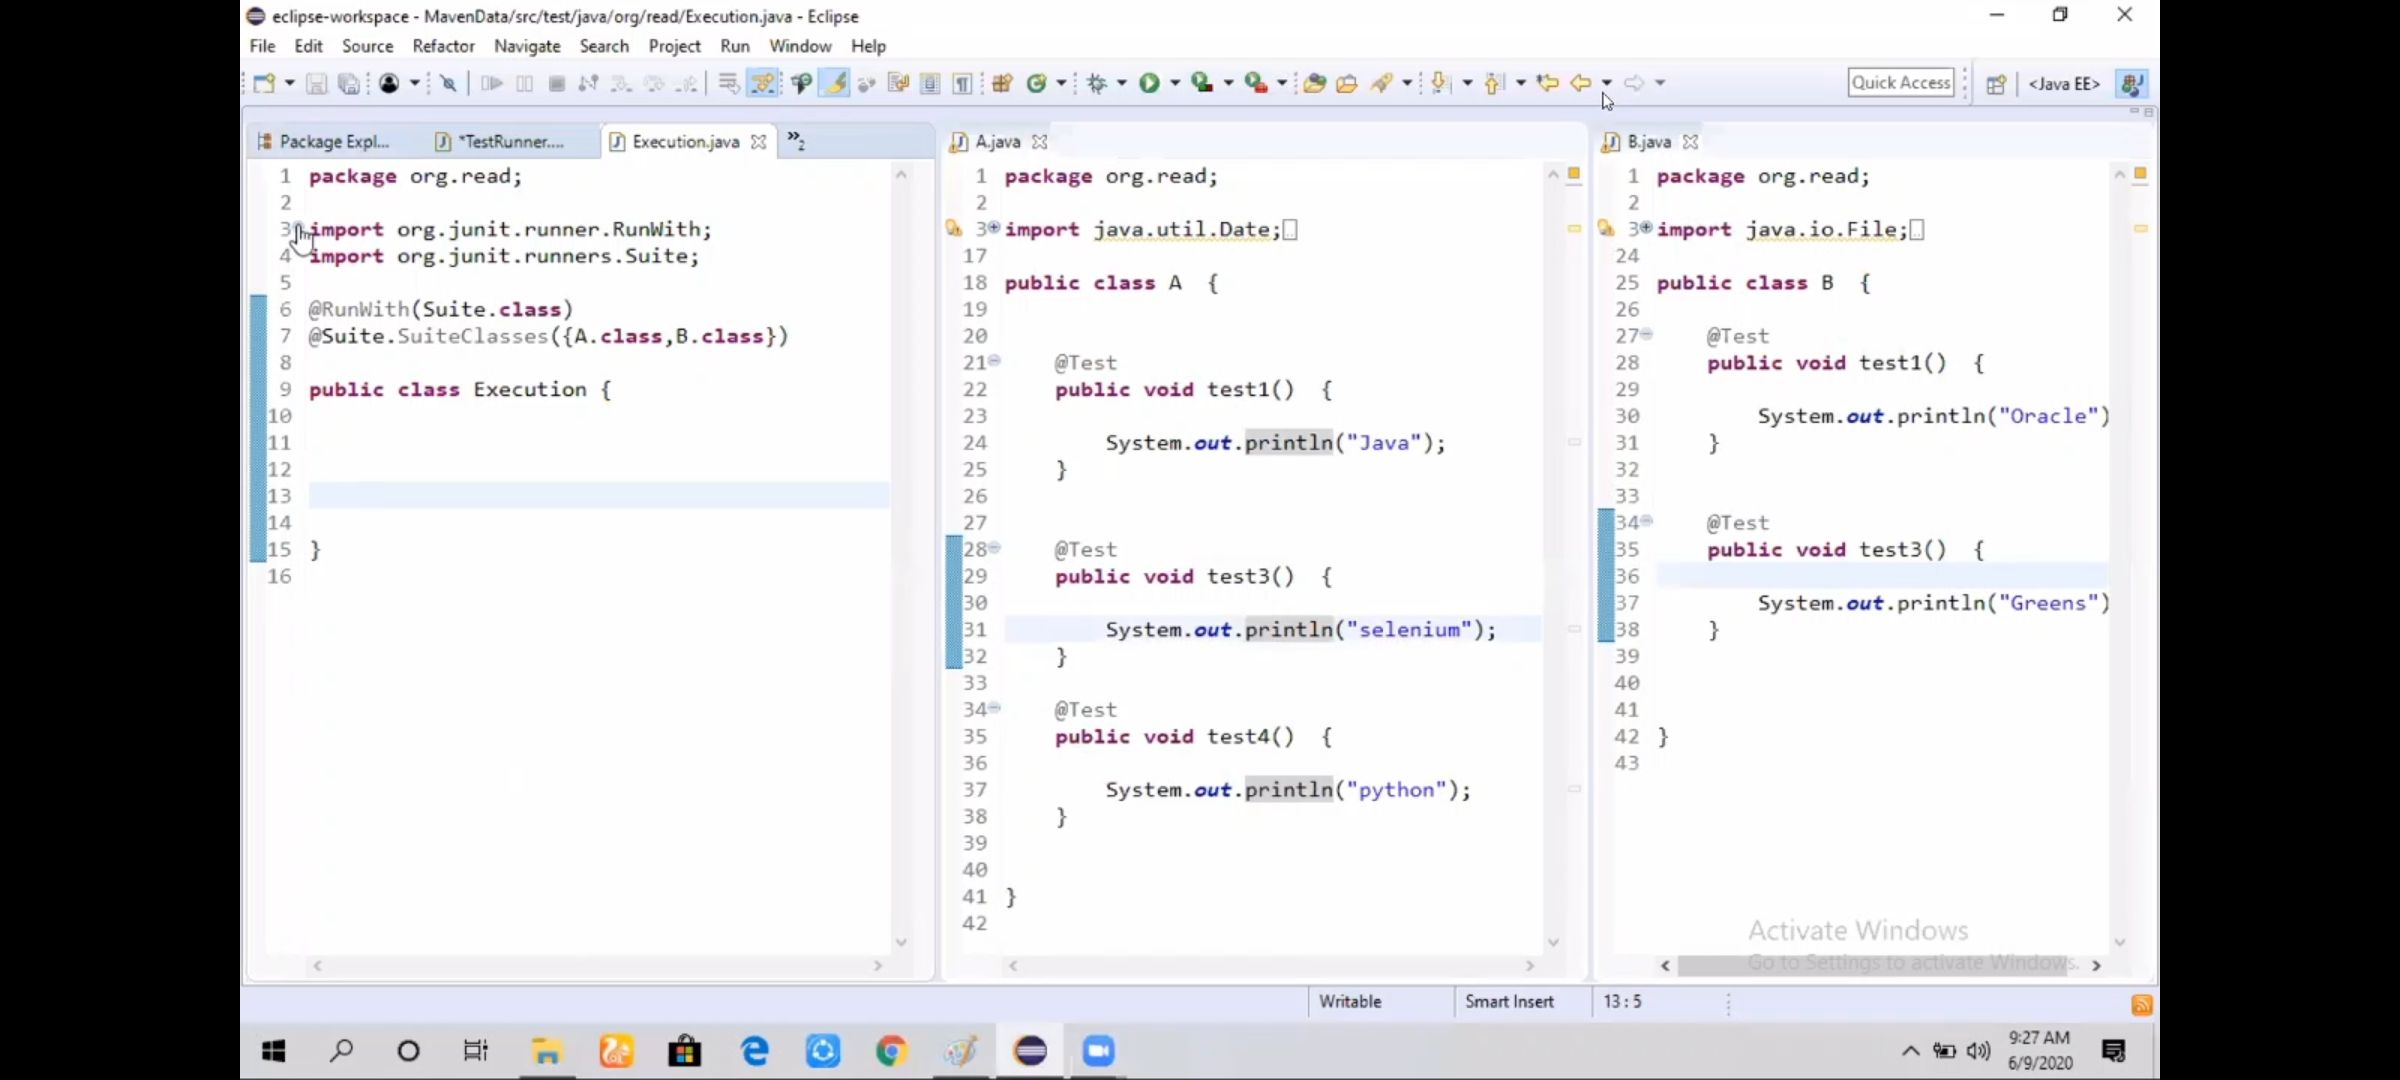 eclipse-workspace - MavenData/src/test/java/org/read/Execution.java - Eclipse
File Edit Source Refactor Navigate Search Project Run Window Help
Quick Access
<Java EE>
Package Expl...
*TestRunner....
Execution.java
»2
1 package org.read;
2
3 import org.junit.runner.RunWith;
4 import org.junit.runners.Suite;
5
6 @RunWith(Suite.class)
7 @Suite.SuiteClasses({A.class,B.class})
8
9 public class Execution {
10
11
12
13
14
15 }
16
A.java
1 package org.read;
2
3 import java.util.Date;
17
18 public class A  {
19
20
21 @Test
22 public void test1()  {
23
24 System.out.println("Java");
25 }
26
27
28 @Test
29 public void test3()  {
30
31 System.out.println("selenium");
32 }
33
34 @Test
35 public void test4()  {
36
37 System.out.println("python");
38 }
39
40
41 }
42
B.java
1 package org.read;
2
3 import java.io.File;
24
25 public class B  {
26
27 @Test
28 public void test1()  {
29
30 System.out.println("Oracle")
31 }
32
33
34 @Test
35 public void test3()  {
36
37 System.out.println("Greens")
38 }
39
40
41
42 }
43
Activate Windows
Go to Settings to activate Windows.
Writable
Smart Insert
13 : 5
9:27 AM
6/9/2020